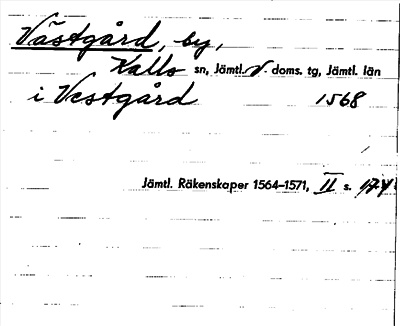 Västgård, by,
Kalls sn, Jämtl. v. doms. tg, Jämtl. län
i Vestgård 1568
Jämtl. Räkenskaper 1564–1571, II s. 174